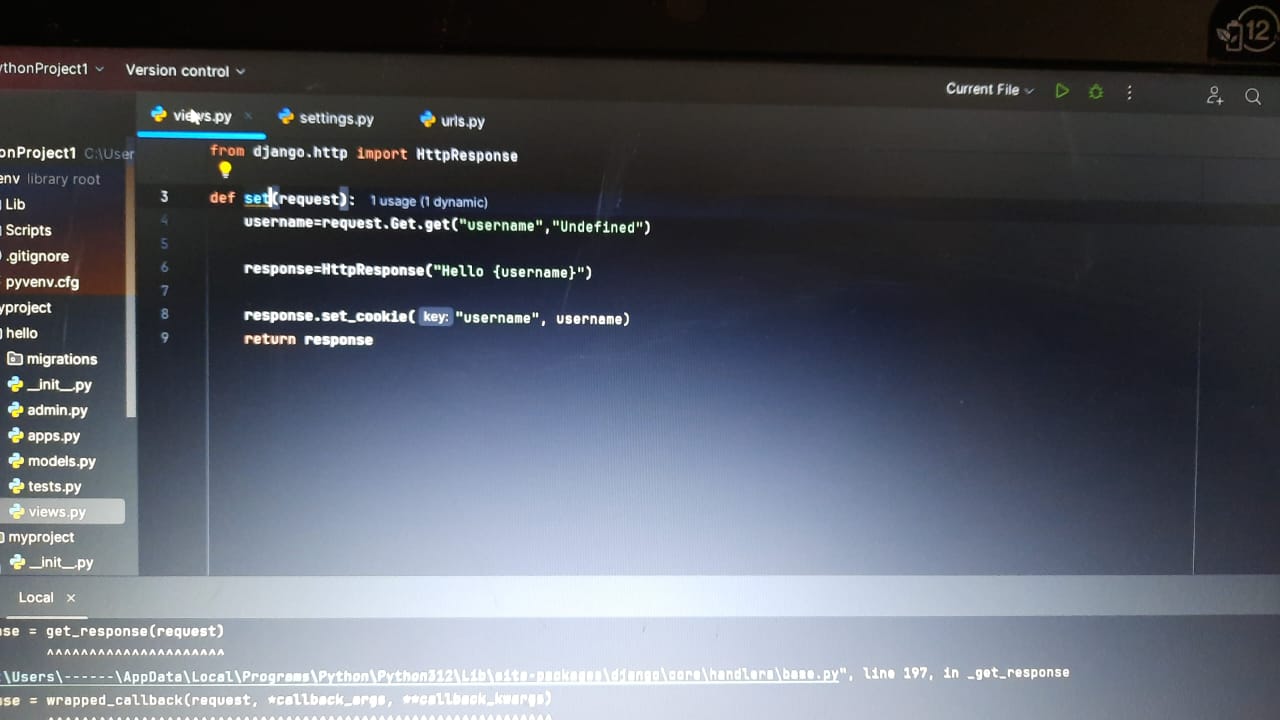 12
ythonProject1
Version control
Current File
views.py
settings.py
urls.py
onProject1 C:\User
env library root
Lib
Scripts
.gitignore
pyvenv.cfg
yproject
hello
migrations
__init__.py
admin.py
apps.py
models.py
tests.py
views.py
myproject
__init__.py
from django.http import HttpResponse
3 def set(request): 1 usage (1 dynamic)
4 username=request.Get.get("username","Undefined")
5
6 response=HttpResponse("Hello {username}")
7
8 response.set_cookie( key: "username", username)
9 return response
Local
se = get_response(request)
^^^^^^^^^^^^^^^^^^^^^
:\Users\------\AppData\Local\Programs\Python\Python312\Lib\site-packages\django\core\handlers\base.py", line 197, in _get_response
se = wrapped_callback(request, *callback_args, **callback_kwargs)
^^^^^^^^^^^^^^^^^^^^^^^^^^^^^^^^^^^^^^^^^^^^^^^^^^^^^^^^^^^